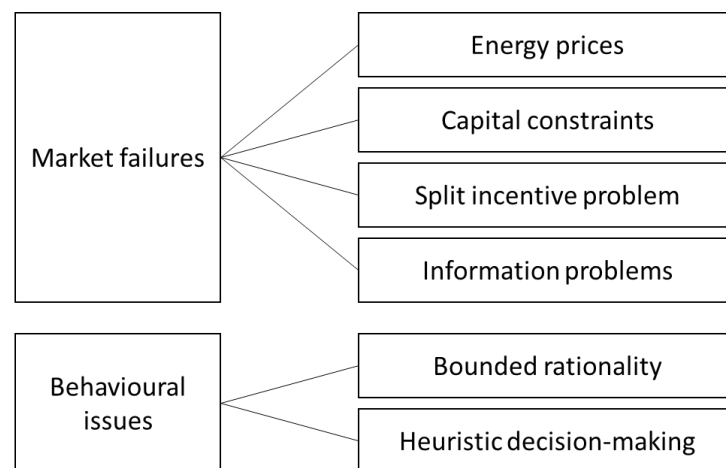 Market failures
Energy prices
Capital constraints
Split incentive problem
Information problems
Behavioural
issues
Bounded rationality
Heuristic decision-making